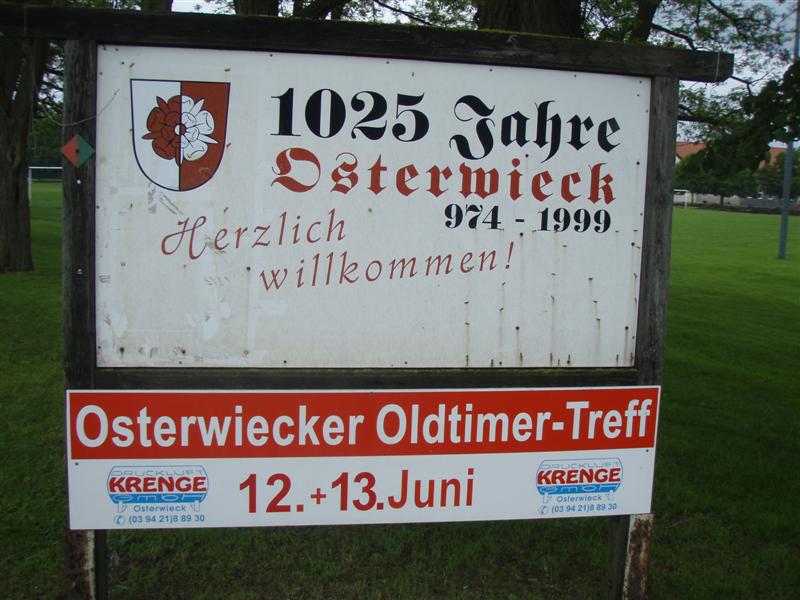 1025 Jahre
Osterwieck
974 - 1999
Herzlich
willkommen!
Osterwiecker Oldtimer-Treff
DRUCKLUFT
KRENGE
GmbH
Osterwieck
(03 94 21)8 89 30
12.+13.Juni
DRUCKLUFT
KRENGE
GmbH
Osterwieck
(03 94 21)8 89 30